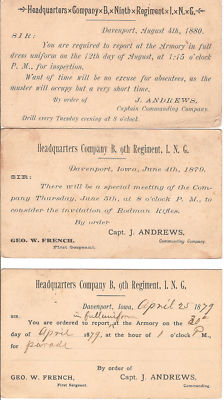 Headquarters Company B, Ninth Regiment, I. N. G.
Davenport, August 4th, 1880.
SIR:
You are required to report at the Armory in full
dress uniform on the 12th day of August, at 1:45 o'clock
P. M., for inspection.
Want of time will be no excuse for absentees, as the
muster will occupy but a very short time.
By order of
J. ANDREWS,
Captain Commanding Company.
Drill every Tuesday evening at 8 o'clock
Headquarters Company B. 9th Regiment, I. N. G.
Davenport, Iowa, June 4th, 1879.
SIR:
There will be a special meeting of the Com-
pany Thursday, June 5th, at 8 o'clock P. M., to
consider the invitation of Rodman Rifles.
By order of
Capt. J. ANDREWS,
GEO. W. FRENCH, Commanding Company.
First Sergeant.
Headquarters Company B. 9th Regiment, I. N. G.
Davenport, Iowa, April 25 1879
SIR: in full uniform
You are ordered to report at the Armory on the 30th
day of April 1879, at the hour of 1 o'clock P. M.,
for parade
By order of
GEO. W. FRENCH, Capt. J. ANDREWS,
First Sergeant. Commanding Company.